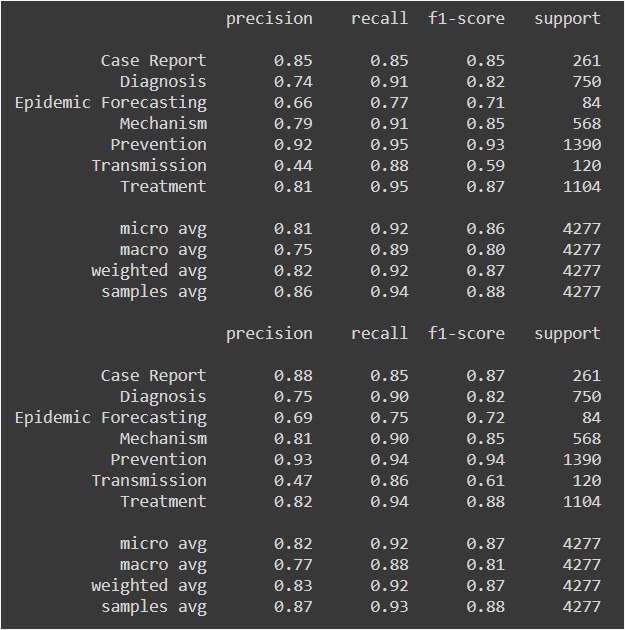 precision recall f1-score support
Case Report 0.85 0.85 0.85 261
Diagnosis 0.74 0.91 0.82 750
Epidemic Forecasting 0.66 0.77 0.71 84
Mechanism 0.79 0.91 0.85 568
Prevention 0.92 0.95 0.93 1390
Transmission 0.44 0.88 0.59 120
Treatment 0.81 0.95 0.87 1104
micro avg 0.81 0.92 0.86 4277
macro avg 0.75 0.89 0.80 4277
weighted avg 0.82 0.92 0.87 4277
samples avg 0.86 0.94 0.88 4277
precision recall f1-score support
Case Report 0.88 0.85 0.87 261
Diagnosis 0.75 0.90 0.82 750
Epidemic Forecasting 0.69 0.75 0.72 84
Mechanism 0.81 0.90 0.85 568
Prevention 0.93 0.94 0.94 1390
Transmission 0.47 0.86 0.61 120
Treatment 0.82 0.94 0.88 1104
micro avg 0.82 0.92 0.87 4277
macro avg 0.77 0.88 0.81 4277
weighted avg 0.83 0.92 0.87 4277
samples avg 0.87 0.93 0.88 4277